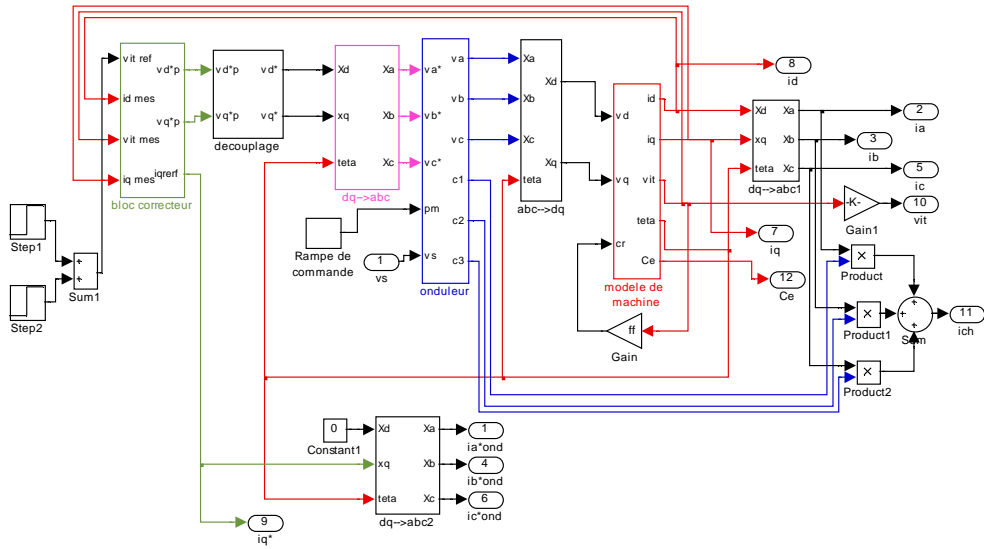 vit ref
id mes
vit mes
iq mes
vd*p
vq*p
iqref
bloc correcteur
vd*p
vq*p
vd*
vq*
decouplage
Xd
xq
teta
Xa
Xb
Xc
dq-->abc
va*
vb*
vc*
pm
vs
va
vb
vc
c1
c2
c3
onduleur
Xa
Xb
Xc
teta
Xd
Xq
abc-->dq
vd
vq
cr
id
iq
vit
teta
Ce
modele de
machine
Xd
xq
teta
Xa
Xb
Xc
dq-->abc1
8
id
2
ia
3
ib
5
ic
10
vit
-K-
Gain1
7
iq
12
Ce
Step1
Step2
+
+
Sum1
Rampe de
commande
1
vs
ff
Gain
×
Product
×
Product1
×
Product2
+
+
+
Sum
11
ich
0
Constant1
Xd
xq
teta
Xa
Xb
Xc
dq-->abc2
1
ia*ond
4
ib*ond
6
ic*ond
9
iq*